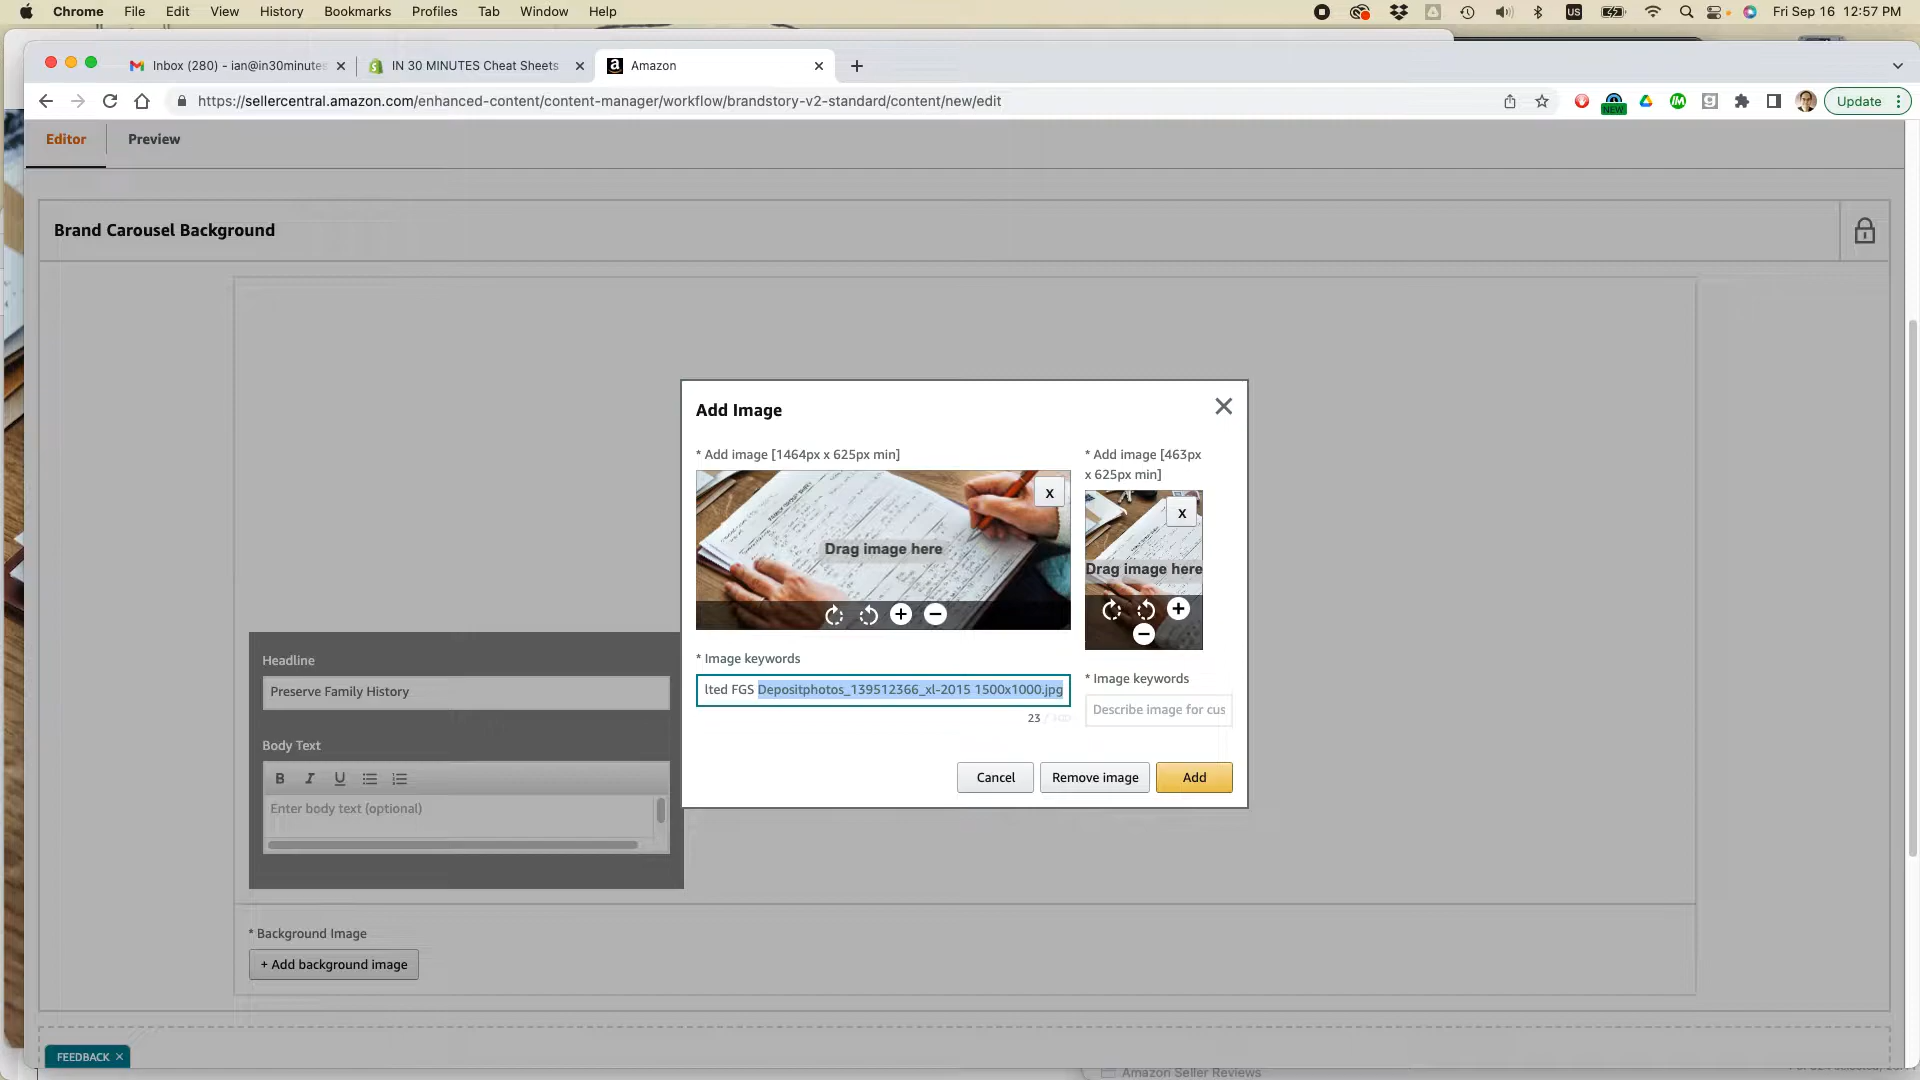 Chrome File Edit View History Bookmarks Profiles Tab Window Help
US
Fri Sep 16 12:57 PM
Inbox (280) - ian@in30minutes
IN 30 MINUTES Cheat Sheets
Amazon
https://sellercentral.amazon.com/enhanced-content/content-manager/workflow/brandstory-v2-standard/content/new/edit
NEW
Update
Editor
Preview
Brand Carousel Background
Add Image
* Add image [1464px x 625px min]
* Add image [463px
x 625px min]
X
X
Drag image here
Drag image here
* Image keywords
lted FGS Depositphotos_139512366_xl-2015 1500x1000.jpg
23 / 100
* Image keywords
Describe image for cus
Cancel
Remove image
Add
Headline
Preserve Family History
Body Text
B I U
Enter body text (optional)
* Background Image
+ Add background image
FEEDBACK
Amazon Seller Reviews